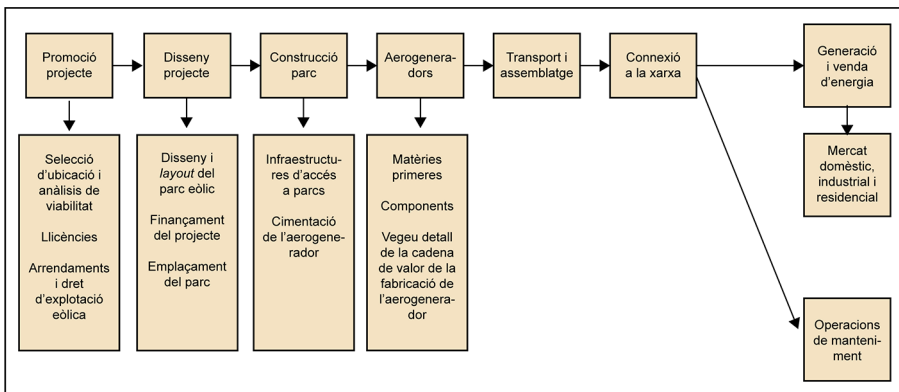 Promoció
projecte
Disseny
projecte
Construcció
parc
Aerogenera-
dors
Transport i
assemblatge
Connexió
a la xarxa
Generació
i venda
d’energia
Selecció
d’ubicació i
anàlisis de
viabilitat
Llicències
Arrendaments
i dret
d’explotació
eòlica
Disseny i
layout del
parc eòlic
Finançament
del projecte
Emplaçament
del parc
Infraestructu-
res d’accés
a parcs
Cimentació
de l’aerogene-
rador
Matèries
primeres
Components
Vegeu detall
de la cadena
de valor de la
fabricació de
l’aerogenera-
dor
Mercat
domèstic,
industrial i
residencial
Operacions
de manteni-
ment